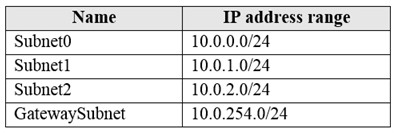 Name IP address range
Subnet0 10.0.0.0/24
Subnet1 10.0.1.0/24
Subnet2 10.0.2.0/24
GatewaySubnet 10.0.254.0/24